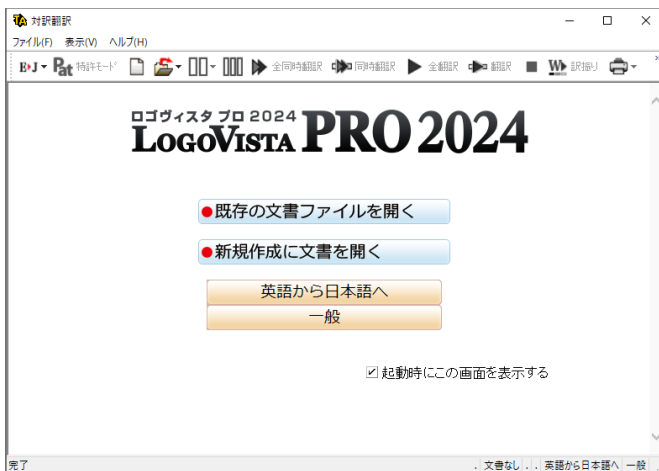 対訳翻訳
ファイル(F) 表示(V) ヘルプ(H)
E›J Pat 特許モード 全同時翻訳 同時翻訳 全翻訳 翻訳 W 訳振り
ロゴヴィスタ プロ 2024
LOGOVISTA PRO 2024
●既存の文書ファイルを開く
●新規作成に文書を開く
英語から日本語へ
一般
起動時にこの画面を表示する
完了 . 文書なし . . 英語から日本語へ 一般